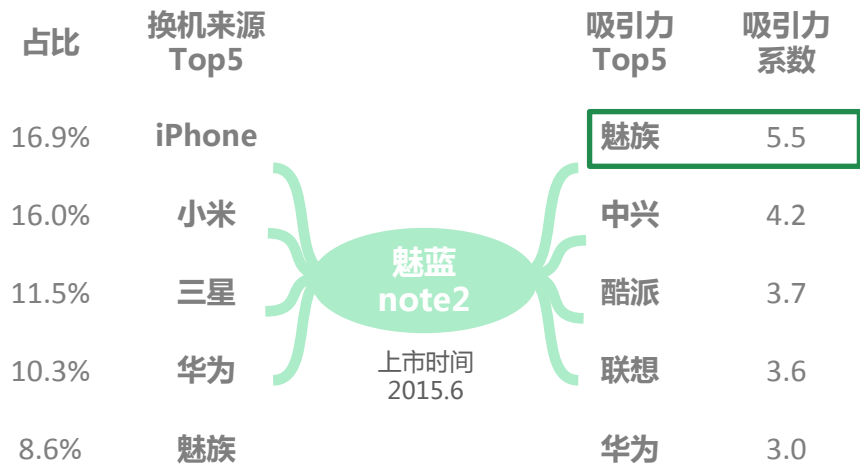 占比 换机来源 Top5 吸引力 Top5 吸引力 系数
16.9% iPhone 魅族 5.5
16.0% 小米 中兴 4.2
魅蓝
note2
11.5% 三星 酷派 3.7
上市时间
2015.6
10.3% 华为 联想 3.6
8.6% 魅族 华为 3.0